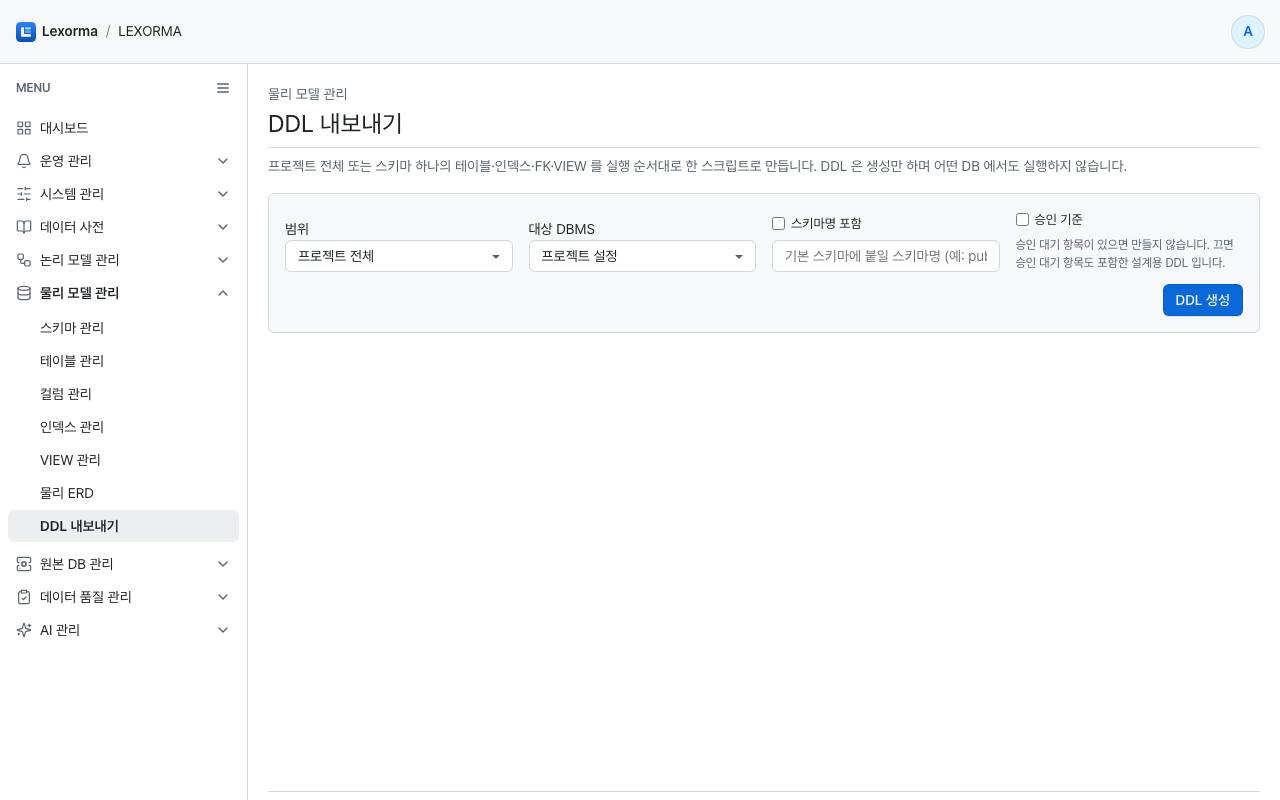 Lexorma / LEXORMA
A
MENU
대시보드
운영 관리
시스템 관리
데이터 사전
논리 모델 관리
물리 모델 관리
스키마 관리
테이블 관리
컬럼 관리
인덱스 관리
VIEW 관리
물리 ERD
DDL 내보내기
원본 DB 관리
데이터 품질 관리
AI 관리
물리 모델 관리
DDL 내보내기
프로젝트 전체 또는 스키마 하나의 테이블·인덱스·FK·VIEW 를 실행 순서대로 한 스크립트로 만듭니다. DDL 은 생성만 하며 어떤 DB 에서도 실행하지 않습니다.
범위
프로젝트 전체
대상 DBMS
프로젝트 설정
스키마명 포함
기본 스키마에 붙일 스키마명 (예: pub
승인 기준
승인 대기 항목이 있으면 만들지 않습니다. 끄면
승인 대기 항목도 포함한 설계용 DDL 입니다.
DDL 생성